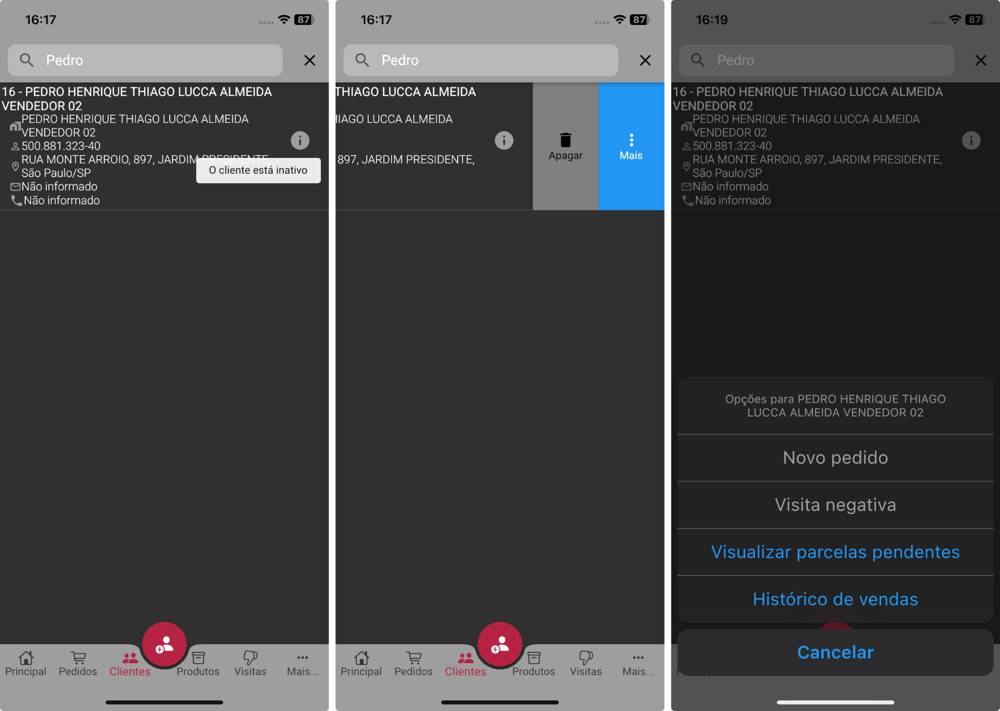 16:17
87
Pedro
16 - PEDRO HENRIQUE THIAGO LUCCA ALMEIDA
VENDEDOR 02
PEDRO HENRIQUE THIAGO LUCCA ALMEIDA
VENDEDOR 02
500.881.323-40
RUA MONTE ARROIO, 897, JARDIM PRESIDENTE,
São Paulo/SP
O cliente está inativo
Não informado
Não informado
Principal
Pedidos
Clientes
Produtos
Visitas
Mais...
16:17
87
Pedro
THIAGO LUCCA ALMEIDA
HIAGO LUCCA ALMEIDA
897, JARDIM PRESIDENTE,
Apagar
Mais
Principal
Pedidos
Clientes
Produtos
Visitas
Mais...
16:19
87
Pedro
16 - PEDRO HENRIQUE THIAGO LUCCA ALMEIDA
VENDEDOR 02
PEDRO HENRIQUE THIAGO LUCCA ALMEIDA
VENDEDOR 02
500.881.323-40
RUA MONTE ARROIO, 897, JARDIM PRESIDENTE,
São Paulo/SP
Não informado
Não informado
Opções para PEDRO HENRIQUE THIAGO
LUCCA ALMEIDA VENDEDOR 02
Novo pedido
Visita negativa
Visualizar parcelas pendentes
Histórico de vendas
Cancelar